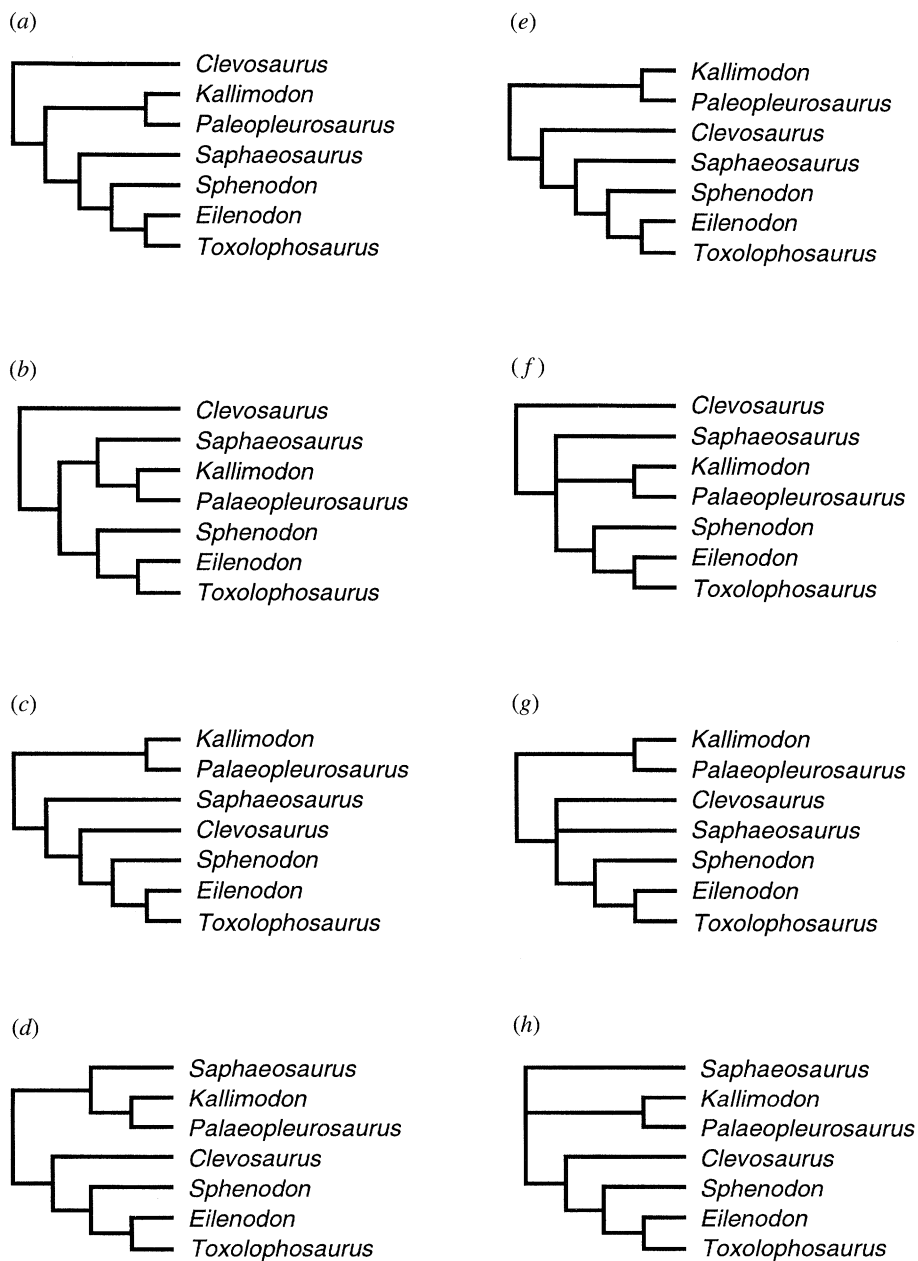 (a)
Clevosaurus
Kallimodon
Paleopleurosaurus
Saphaeosaurus
Sphenodon
Eilenodon
Toxolophosaurus
(b)
Clevosaurus
Saphaeosaurus
Kallimodon
Palaeopleurosaurus
Sphenodon
Eilenodon
Toxolophosaurus
(c)
Kallimodon
Palaeopleurosaurus
Saphaeosaurus
Clevosaurus
Sphenodon
Eilenodon
Toxolophosaurus
(d)
Saphaeosaurus
Kallimodon
Palaeopleurosaurus
Clevosaurus
Sphenodon
Eilenodon
Toxolophosaurus
(e)
Kallimodon
Paleopleurosaurus
Clevosaurus
Saphaeosaurus
Sphenodon
Eilenodon
Toxolophosaurus
(f)
Clevosaurus
Saphaeosaurus
Kallimodon
Palaeopleurosaurus
Sphenodon
Eilenodon
Toxolophosaurus
(g)
Kallimodon
Palaeopleurosaurus
Clevosaurus
Saphaeosaurus
Sphenodon
Eilenodon
Toxolophosaurus
(h)
Saphaeosaurus
Kallimodon
Palaeopleurosaurus
Clevosaurus
Sphenodon
Eilenodon
Toxolophosaurus